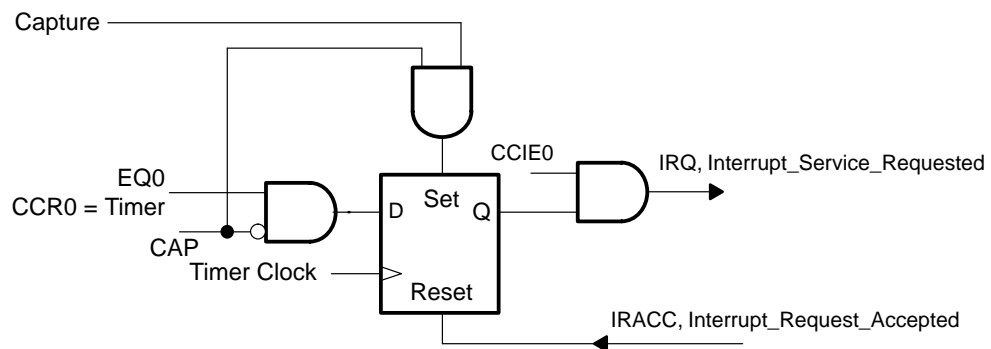 Capture
CCIE0
IRQ, Interrupt_Service_Requested
EQ0
CCR0 = Timer
CAP
D
Set
Q
Timer Clock
Reset
IRACC, Interrupt_Request_Accepted